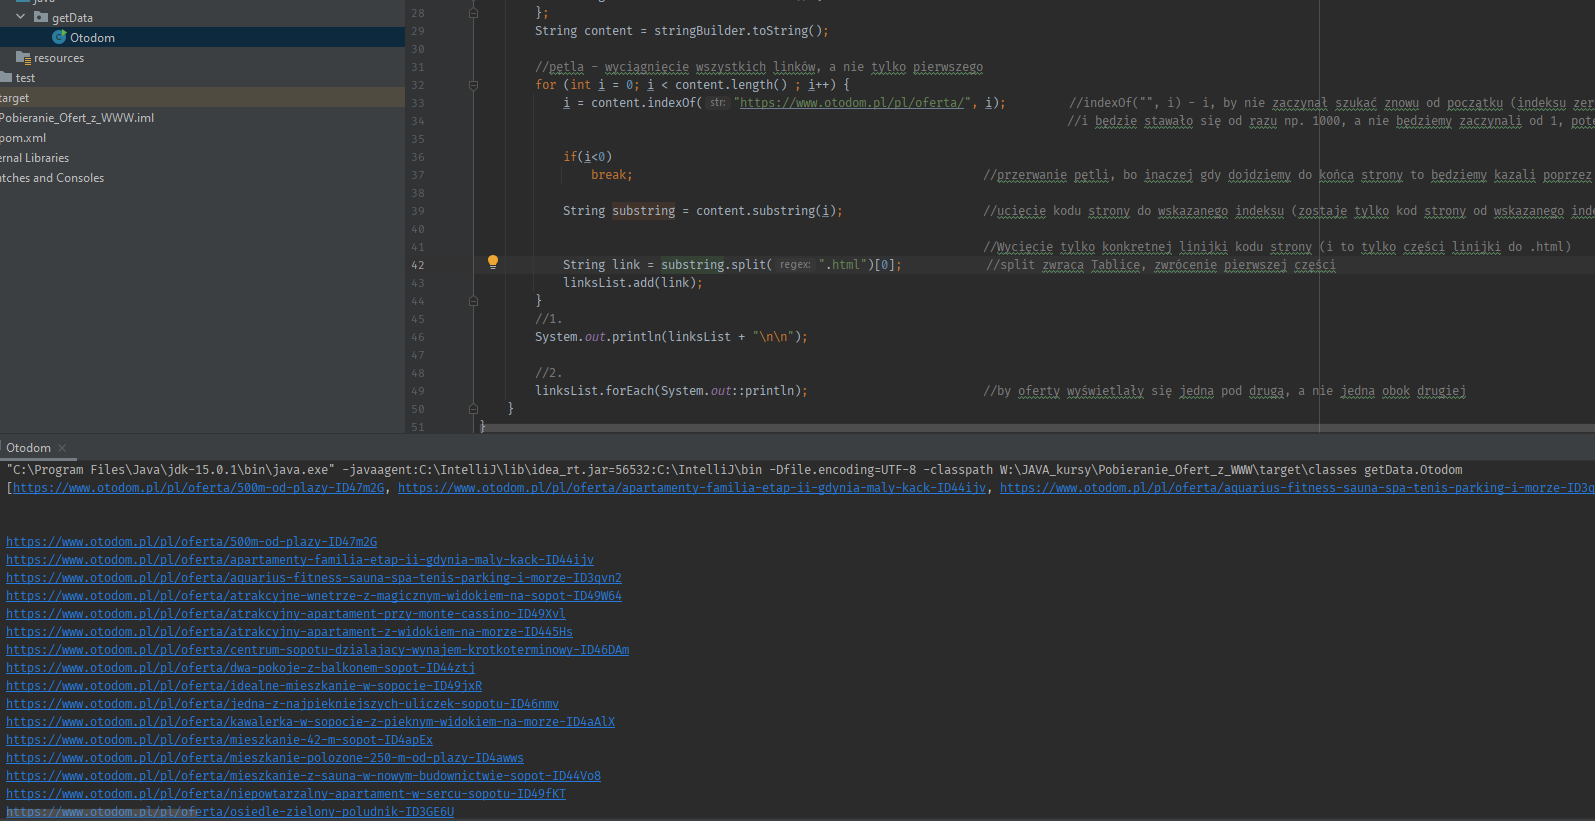 java
getData
Otodom
resources
test
target
Pobieranie_Ofert_z_WWW.iml
pom.xml
ernal Libraries
atches and Consoles
28 };
29 String content = stringBuilder.toString();
30
31 //pętla - wyciągnięcie wszystkich linków, a nie tylko pierwszego
32 for (int i = 0; i < content.length() ; i++) {
33 i = content.indexOf( str: "https://www.otodom.pl/pl/oferta/", i); //indexOf("", i) - i, by nie zaczynał szukać znowu od początku (indeksu zer
34 //i będzie stawało się od razu np. 1000, a nie będziemy zaczynali od 1, pote
35
36 if(i<0)
37 break; //przerwanie pętli, bo inaczej gdy dojdziemy do końca strony to będziemy kazali poprzez
38
39 String substring = content.substring(i); //ucięcie kodu strony do wskazanego indeksu (zostaje tylko kod strony od wskazanego inde
40
41 //Wycięcie tylko konkretnej linijki kodu strony (i to tylko części linijki do .html)
42 String link = substring.split( regex: ".html")[0]; //split zwraca Tablice, zwrócenie pierwszej części
43 linksList.add(link);
44 }
45 //1.
46 System.out.println(linksList + "\n\n");
47
48 //2.
49 linksList.forEach(System.out::println); //by oferty wyświetlały się jedna pod drugą, a nie jedna obok drugiej
50 }
51 }
Otodom
"C:\Program Files\Java\jdk-15.0.1\bin\java.exe" -javaagent:C:\IntelliJ\lib\idea_rt.jar=56532:C:\IntelliJ\bin -Dfile.encoding=UTF-8 -classpath W:\JAVA_kursy\Pobieranie_Ofert_z_WWW\target\classes getData.Otodom
[https://www.otodom.pl/pl/oferta/500m-od-plazy-ID47m2G, https://www.otodom.pl/pl/oferta/apartamenty-familia-etap-ii-gdynia-maly-kack-ID44ijv, https://www.otodom.pl/pl/oferta/aquarius-fitness-sauna-spa-tenis-parking-i-morze-ID3q
https://www.otodom.pl/pl/oferta/500m-od-plazy-ID47m2G
https://www.otodom.pl/pl/oferta/apartamenty-familia-etap-ii-gdynia-maly-kack-ID44ijv
https://www.otodom.pl/pl/oferta/aquarius-fitness-sauna-spa-tenis-parking-i-morze-ID3qvn2
https://www.otodom.pl/pl/oferta/atrakcyjne-wnetrze-z-magicznym-widokiem-na-sopot-ID49W64
https://www.otodom.pl/pl/oferta/atrakcyjny-apartament-przy-monte-cassino-ID49Xvl
https://www.otodom.pl/pl/oferta/atrakcyjny-apartament-z-widokiem-na-morze-ID445Hs
https://www.otodom.pl/pl/oferta/centrum-sopotu-dzialajacy-wynajem-krotkoterminowy-ID46DAm
https://www.otodom.pl/pl/oferta/dwa-pokoje-z-balkonem-sopot-ID44ztj
https://www.otodom.pl/pl/oferta/idealne-mieszkanie-w-sopocie-ID49jxR
https://www.otodom.pl/pl/oferta/jedna-z-najpiekniejszych-uliczek-sopotu-ID46nmv
https://www.otodom.pl/pl/oferta/kawalerka-w-sopocie-z-pieknym-widokiem-na-morze-ID4aAlX
https://www.otodom.pl/pl/oferta/mieszkanie-42-m-sopot-ID4apEx
https://www.otodom.pl/pl/oferta/mieszkanie-polozone-250-m-od-plazy-ID4awws
https://www.otodom.pl/pl/oferta/mieszkanie-z-sauna-w-nowym-budownictwie-sopot-ID44Vo8
https://www.otodom.pl/pl/oferta/niepowtarzalny-apartament-w-sercu-sopotu-ID49fKT
https://www.otodom.pl/pl/oferta/osiedle-zielony-poludnik-ID3GE6U